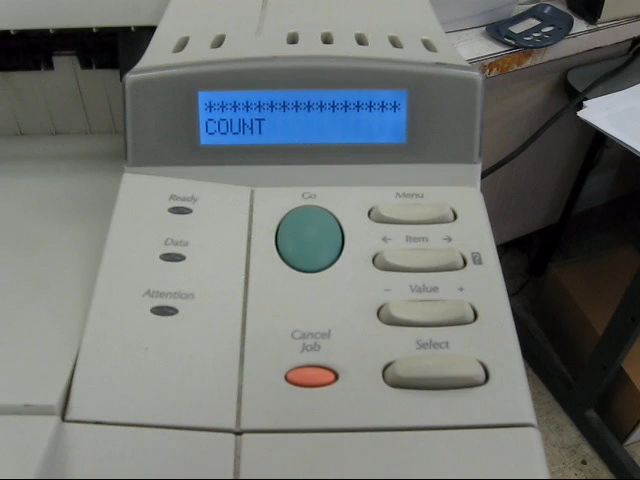 ****************
COUNT
Ready
Data
Attention
Go
Cancel
Job
Menu
← Item →
- Value +
Select